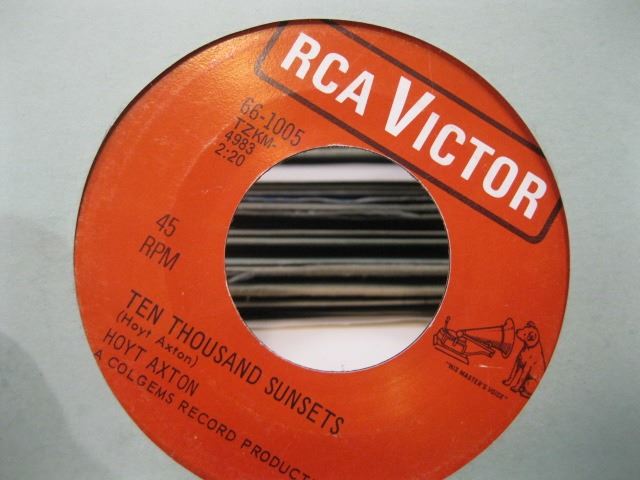 RCA VICTOR
66-1005
TZKM-
4983
2:20
45
RPM
TEN THOUSAND SUNSETS
(Hoyt Axton)
HOYT AXTON
A COLGEMS RECORD PRODUCT
"HIS MASTER'S VOICE"